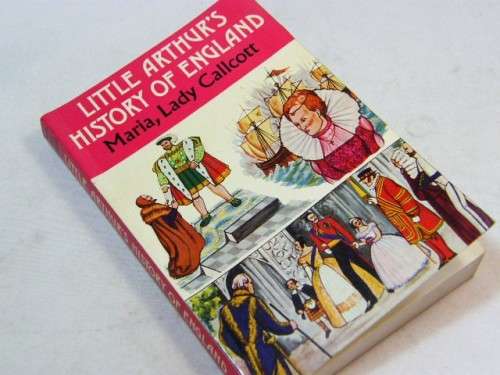 LITTLE ARTHUR'S
HISTORY OF ENGLAND
Maria, Lady Callcott
LITTLE ARTHUR'S HISTORY OF ENGLAND